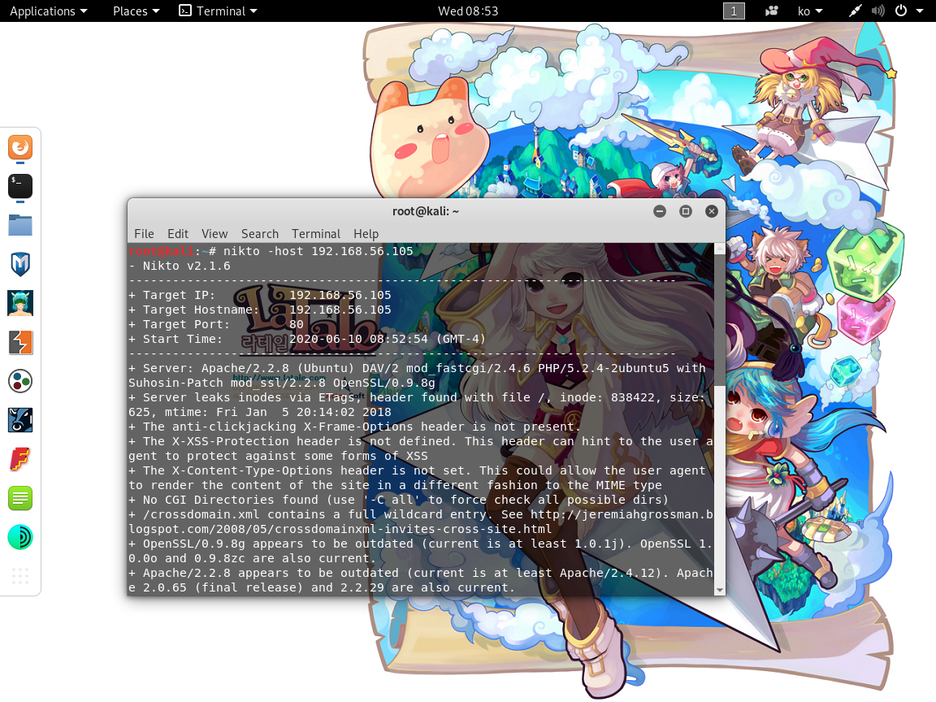 Applications Places Terminal Wed 08:53 1 ko
root@kali: ~
File Edit View Search Terminal Help
root@kali:~# nikto -host 192.168.56.105
- Nikto v2.1.6
---------------------------------------------------------------------------
+ Target IP: 192.168.56.105
+ Target Hostname: 192.168.56.105
+ Target Port: 80
+ Start Time: 2020-06-10 08:52:54 (GMT-4)
---------------------------------------------------------------------------
+ Server: Apache/2.2.8 (Ubuntu) DAV/2 mod_fastcgi/2.4.6 PHP/5.2.4-2ubuntu5 with
Suhosin-Patch mod_ssl/2.2.8 OpenSSL/0.9.8g
+ Server leaks inodes via ETags, header found with file /, inode: 838422, size:
625, mtime: Fri Jan  5 20:14:02 2018
+ The anti-clickjacking X-Frame-Options header is not present.
+ The X-XSS-Protection header is not defined. This header can hint to the user a
gent to protect against some forms of XSS
+ The X-Content-Type-Options header is not set. This could allow the user agent
to render the content of the site in a different fashion to the MIME type
+ No CGI Directories found (use '-C all' to force check all possible dirs)
+ /crossdomain.xml contains a full wildcard entry. See http://jeremiahgrossman.b
logspot.com/2008/05/crossdomainxml-invites-cross-site.html
+ OpenSSL/0.9.8g appears to be outdated (current is at least 1.0.1j). OpenSSL 1.
0.0o and 0.9.8zc are also current.
+ Apache/2.2.8 appears to be outdated (current is at least Apache/2.4.12). Apach
e 2.0.65 (final release) and 2.2.29 are also current.